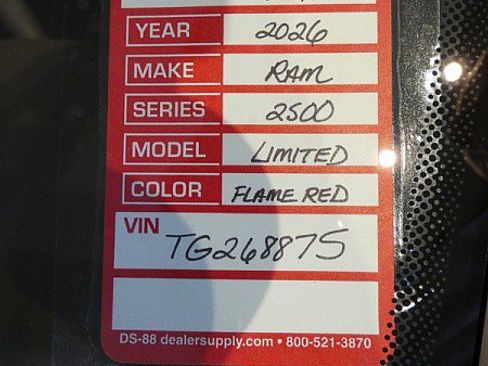 YEAR 2026
MAKE RAM
SERIES 2500
MODEL LIMITED
COLOR FLAME RED
VIN
TG268875
DS-88 dealersupply.com • 800-521-3870